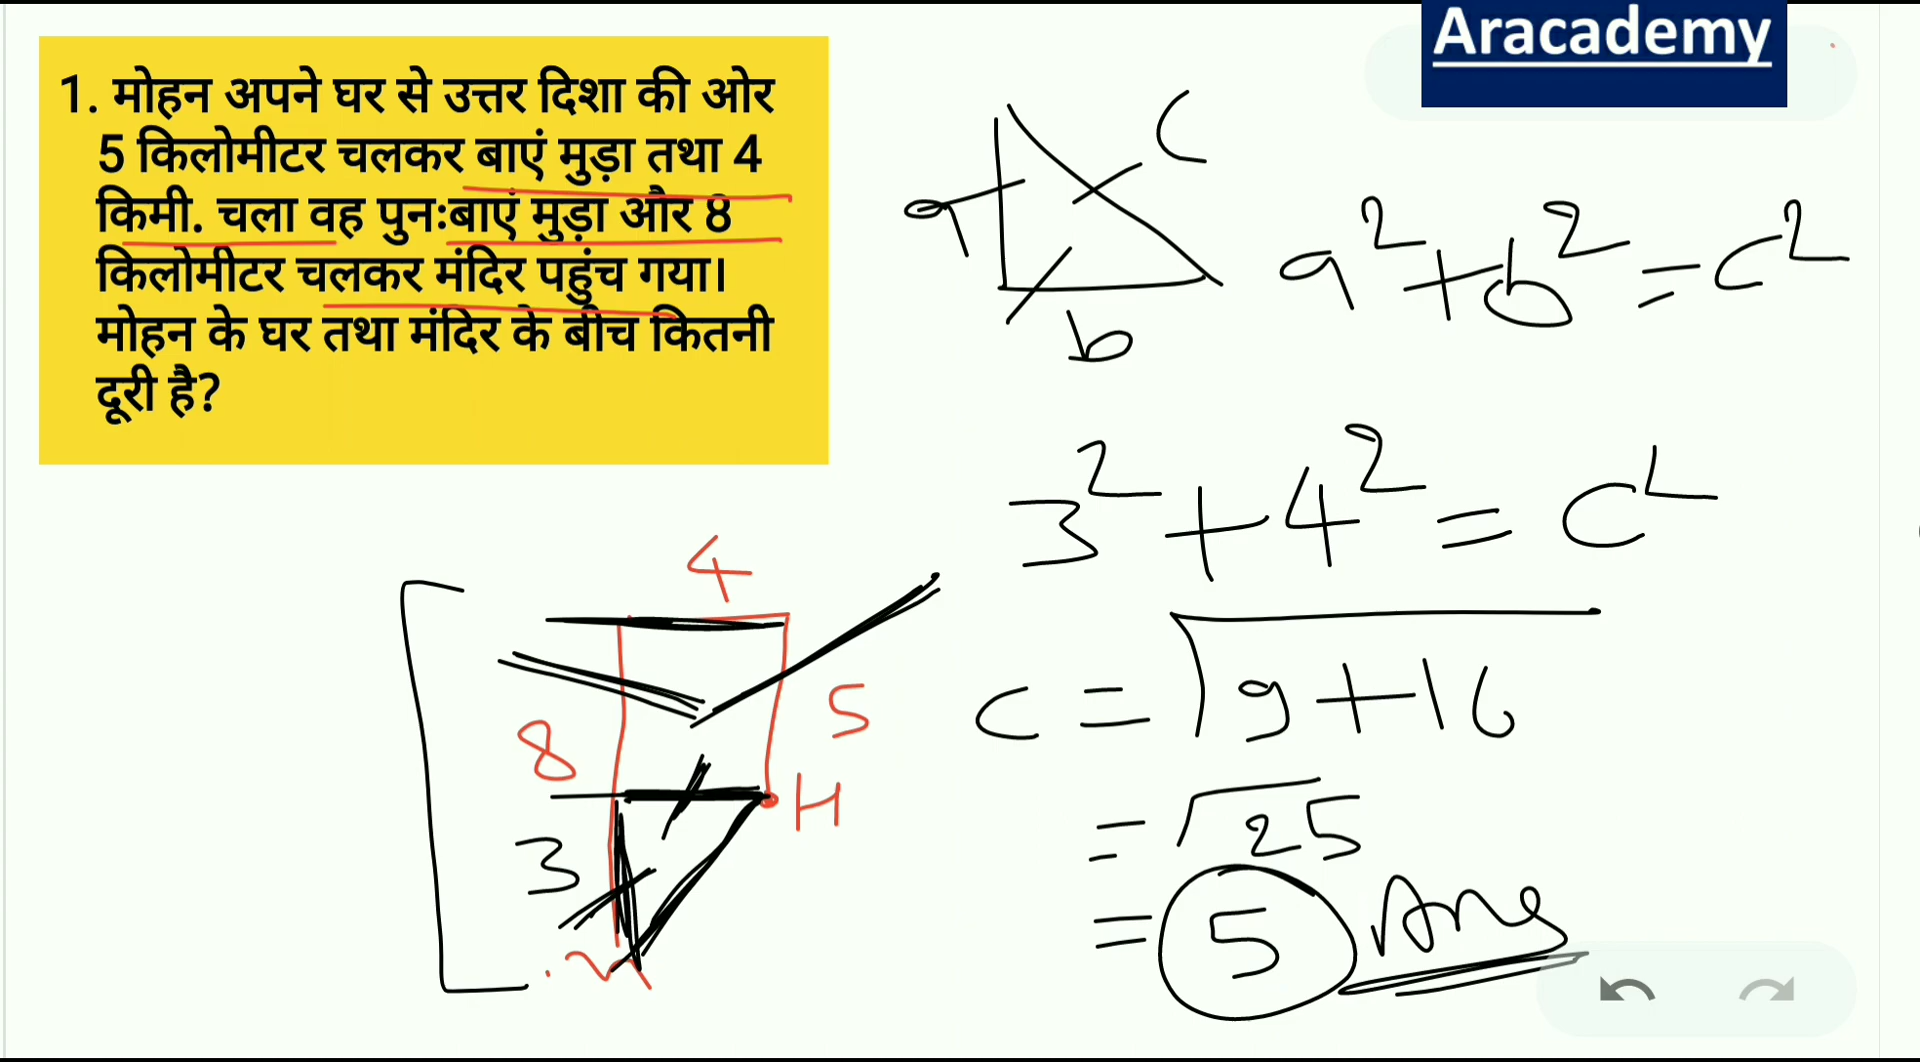 Aracademy
1. मोहन अपने घर से उत्तर दिशा की ओर
5 किलोमीटर चलकर बाएं मुड़ा तथा 4
किमी. चला वह पुनःबाएं मुड़ा और 8
किलोमीटर चलकर मंदिर पहुंच गया।
मोहन के घर तथा मंदिर के बीच कितनी
दूरी है?
a
c
b
a² + b² = c²
3² + 4² = c²
c = √9+16
= √25
= 5 Ans
4
5
8
H
3